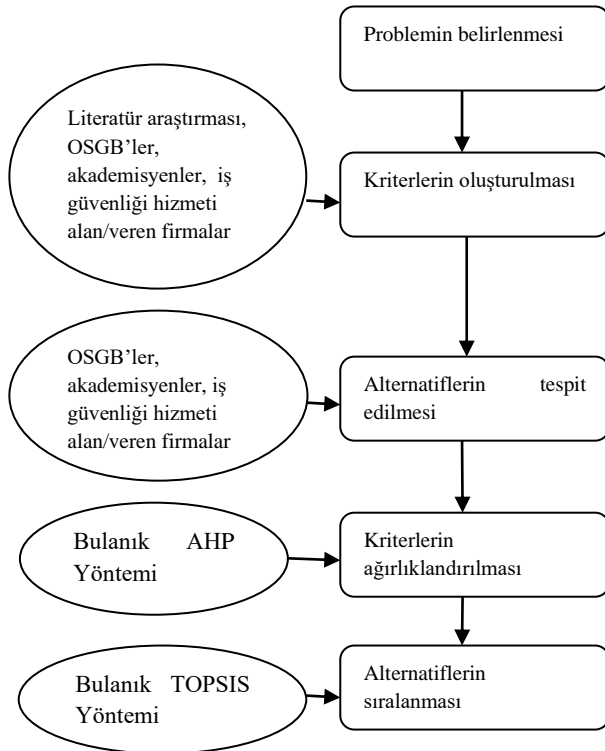 Problemin belirlenmesi
Literatür araştırması,
OSGB’ler,
akademisyenler, iş
güvenliği hizmeti
alan/veren firmalar
Kriterlerin oluşturulması
OSGB’ler,
akademisyenler, iş
güvenliği hizmeti
alan/veren firmalar
Alternatiflerin tespit
edilmesi
Bulanık AHP
Yöntemi
Kriterlerin
ağırlıklandırılması
Bulanık TOPSIS
Yöntemi
Alternatiflerin
sıralanması